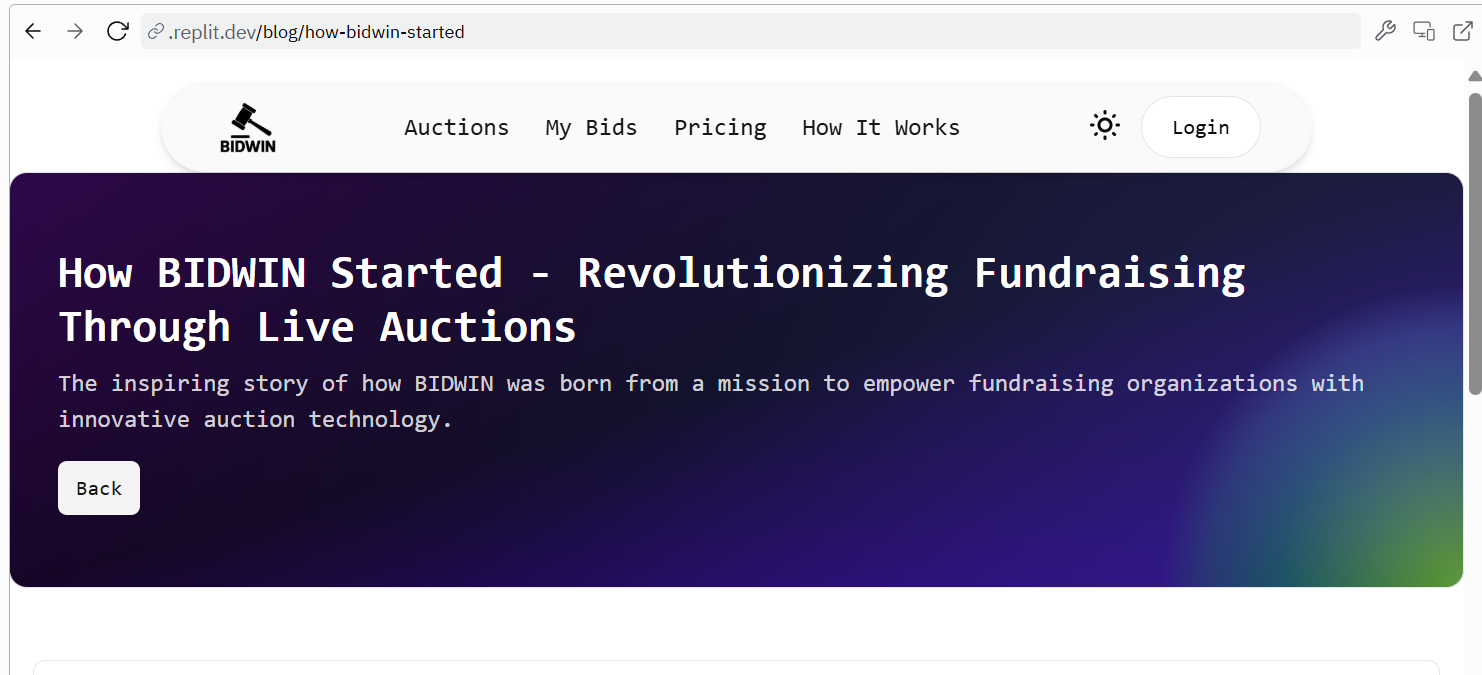 .replit.dev/blog/how-bidwin-started
BIDWIN
Auctions My Bids Pricing How It Works Login
How BIDWIN Started - Revolutionizing Fundraising
Through Live Auctions
The inspiring story of how BIDWIN was born from a mission to empower fundraising organizations with
innovative auction technology.
Back